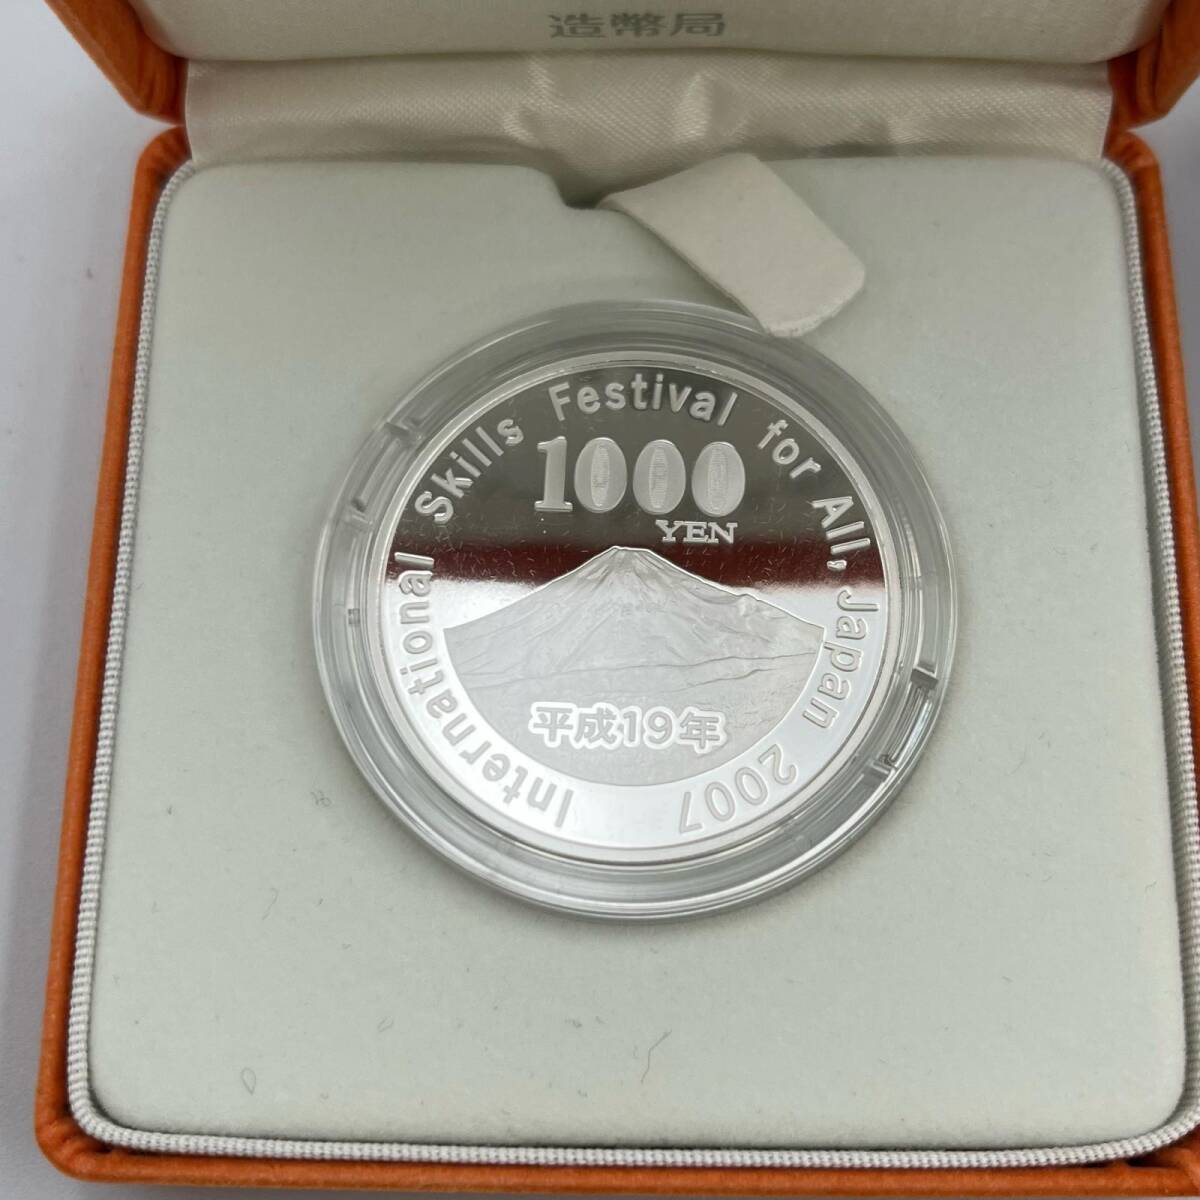 造幣局
International Skills Festival for All, Japan 2007
1000
YEN
平成19年